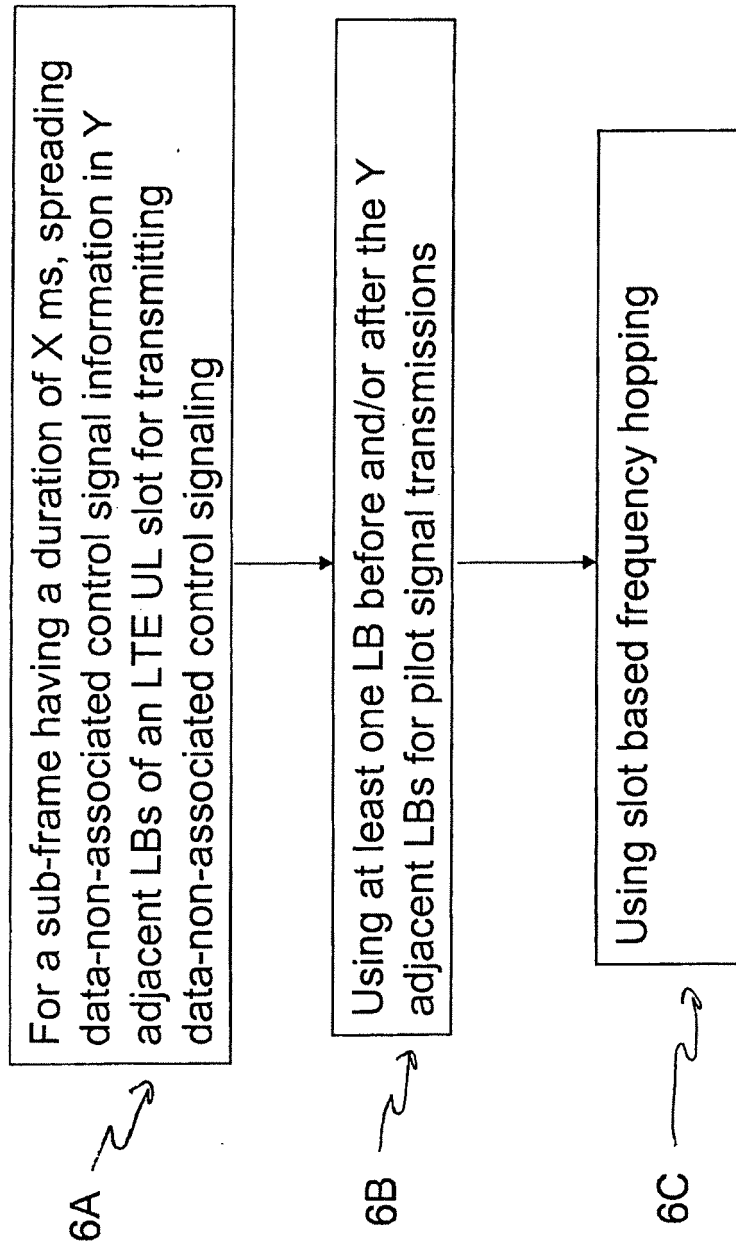 6A
For a sub-frame having a duration of X ms, spreading
data-non-associated control signal information in Y
adjacent LBs of an LTE UL slot for transmitting
data-non-associated control signaling
6B
Using at least one LB before and/or after the Y
adjacent LBs for pilot signal transmissions
6C
Using slot based frequency hopping